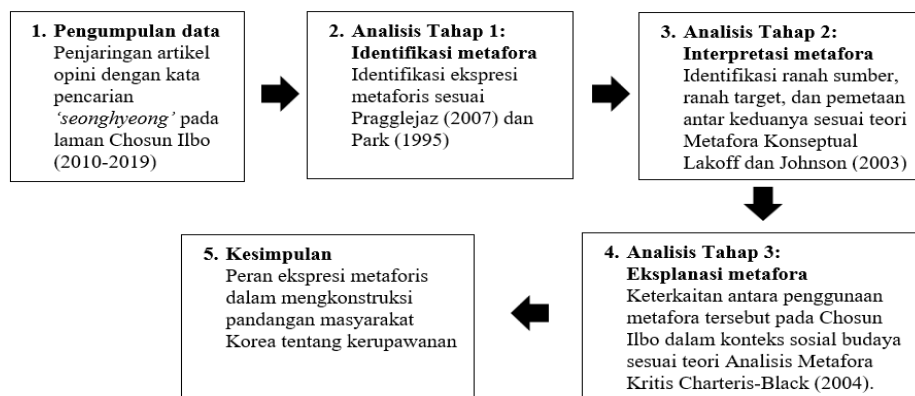 1. Pengumpulan data
Penjaringan artikel
opini dengan kata
pencarian
‘seonghyeong’ pada
laman Chosun Ilbo
(2010-2019)
2. Analisis Tahap 1:
Identifikasi metafora
Identifikasi ekspresi
metaforis sesuai
Pragglejaz (2007) dan
Park (1995)
3. Analisis Tahap 2:
Interpretasi metafora
Identifikasi ranah sumber,
ranah target, dan pemetaan
antar keduanya sesuai teori
Metafora Konseptual
Lakoff dan Johnson (2003)
4. Analisis Tahap 3:
Eksplanasi metafora
Keterkaitan antara penggunaan
metafora tersebut pada Chosun
Ilbo dalam konteks sosial budaya
sesuai teori Analisis Metafora
Kritis Charteris-Black (2004).
5. Kesimpulan
Peran ekspresi metaforis
dalam mengkonstruksi
pandangan masyarakat
Korea tentang kerupawanan